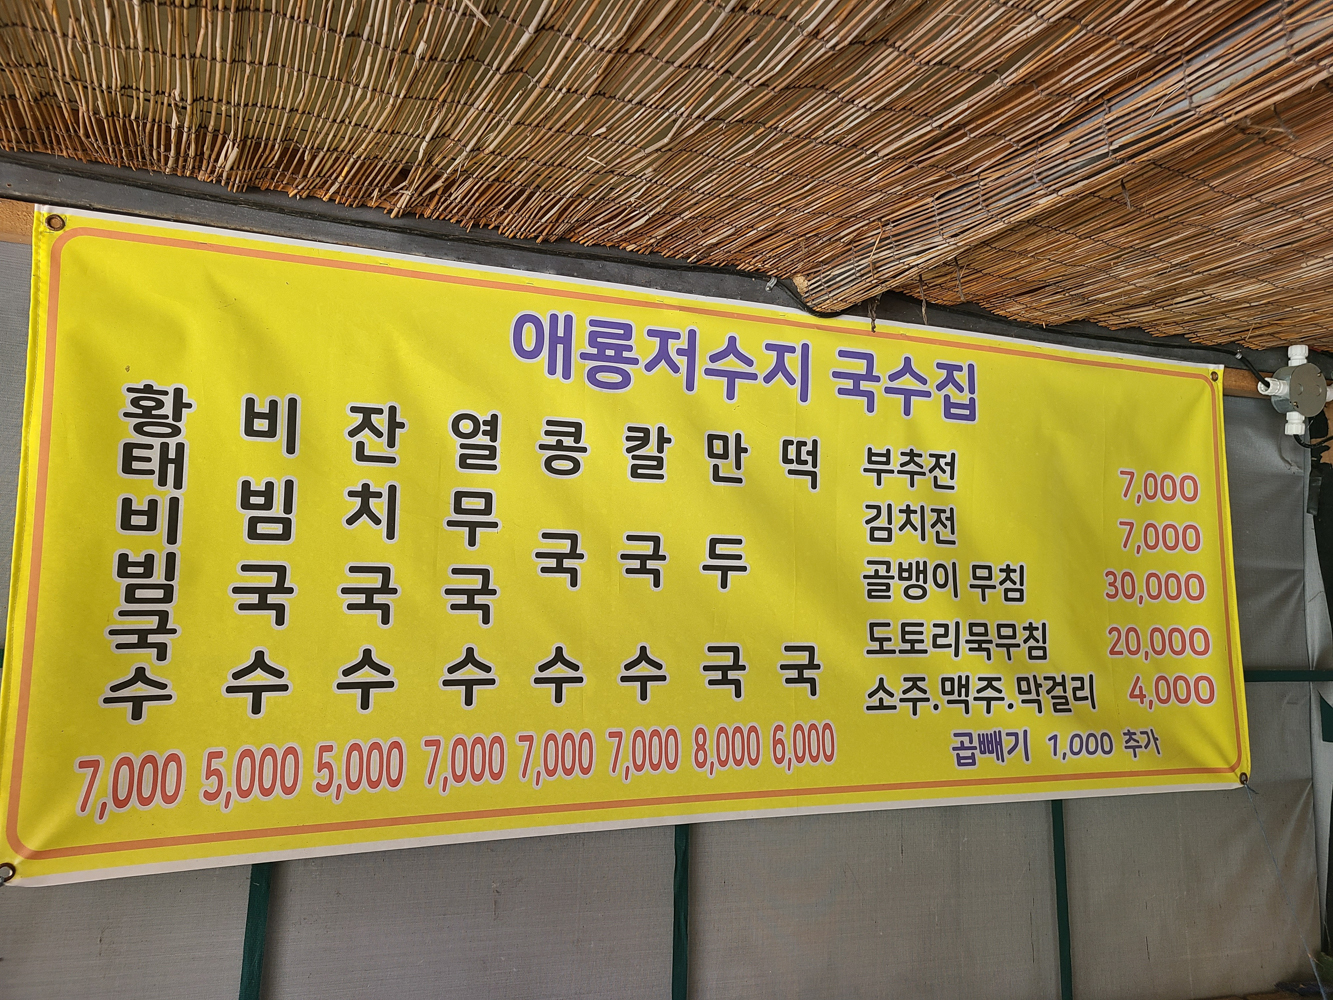 애룡저수지 국수집
황태비빔국수
비빔국수
잔치국수
열무국수
콩국수
칼국수
만두국
떡국
7,000 5,000 5,000 7,000 7,000 7,000 8,000 6,000
부추전 7,000
김치전 7,000
골뱅이 무침 30,000
도토리묵무침 20,000
소주.맥주.막걸리 4,000
곱빼기 1,000 추가